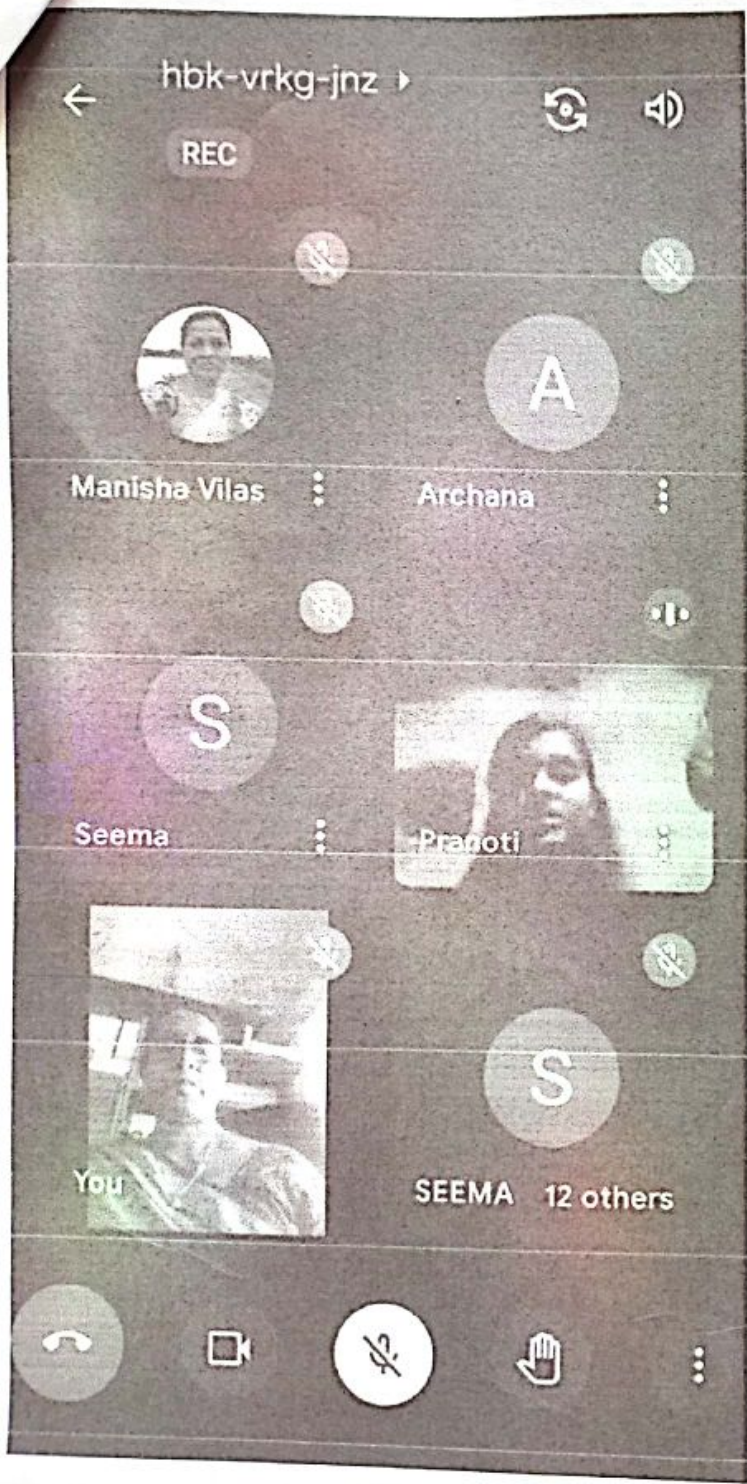 hbk-vrkg-jnz
REC
Manisha Vilas
A
Archana
S
Seema
Pranoti
You
S
SEEMA 12 others